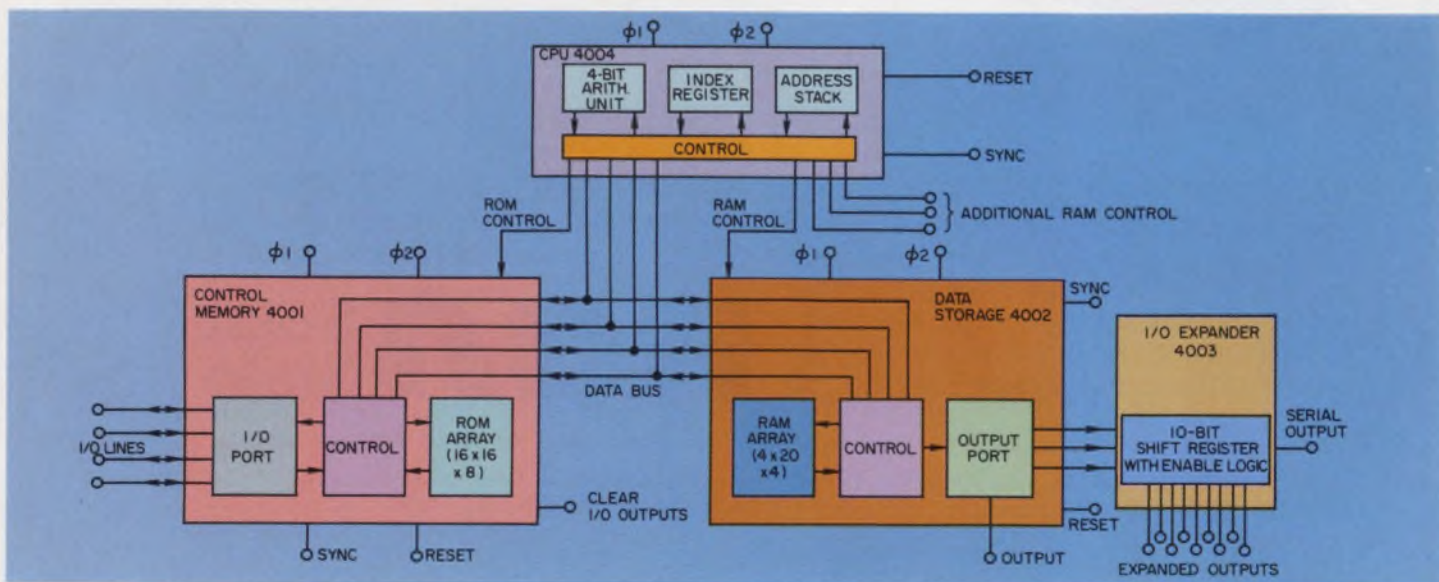 φ1
φ2
CPU 4004
4-BIT
ARITH.
UNIT
INDEX
REGISTER
ADDRESS
STACK
RESET
CONTROL
SYNC
ROM
CONTROL
RAM
CONTROL
ADDITIONAL RAM CONTROL
φ1
φ2
φ1
φ2
CONTROL
MEMORY 4001
DATA
STORAGE 4002
SYNC
I/O EXPANDER
4003
DATA BUS
I/O LINES
I/O
PORT
CONTROL
ROM
ARRAY
(16 x 16
x 8)
RAM
ARRAY
(4 x 20
x 4)
CONTROL
OUTPUT
PORT
10-BIT
SHIFT REGISTER
WITH ENABLE LOGIC
SERIAL
OUTPUT
CLEAR
I/O OUTPUTS
RESET
SYNC
RESET
OUTPUT
EXPANDED OUTPUTS